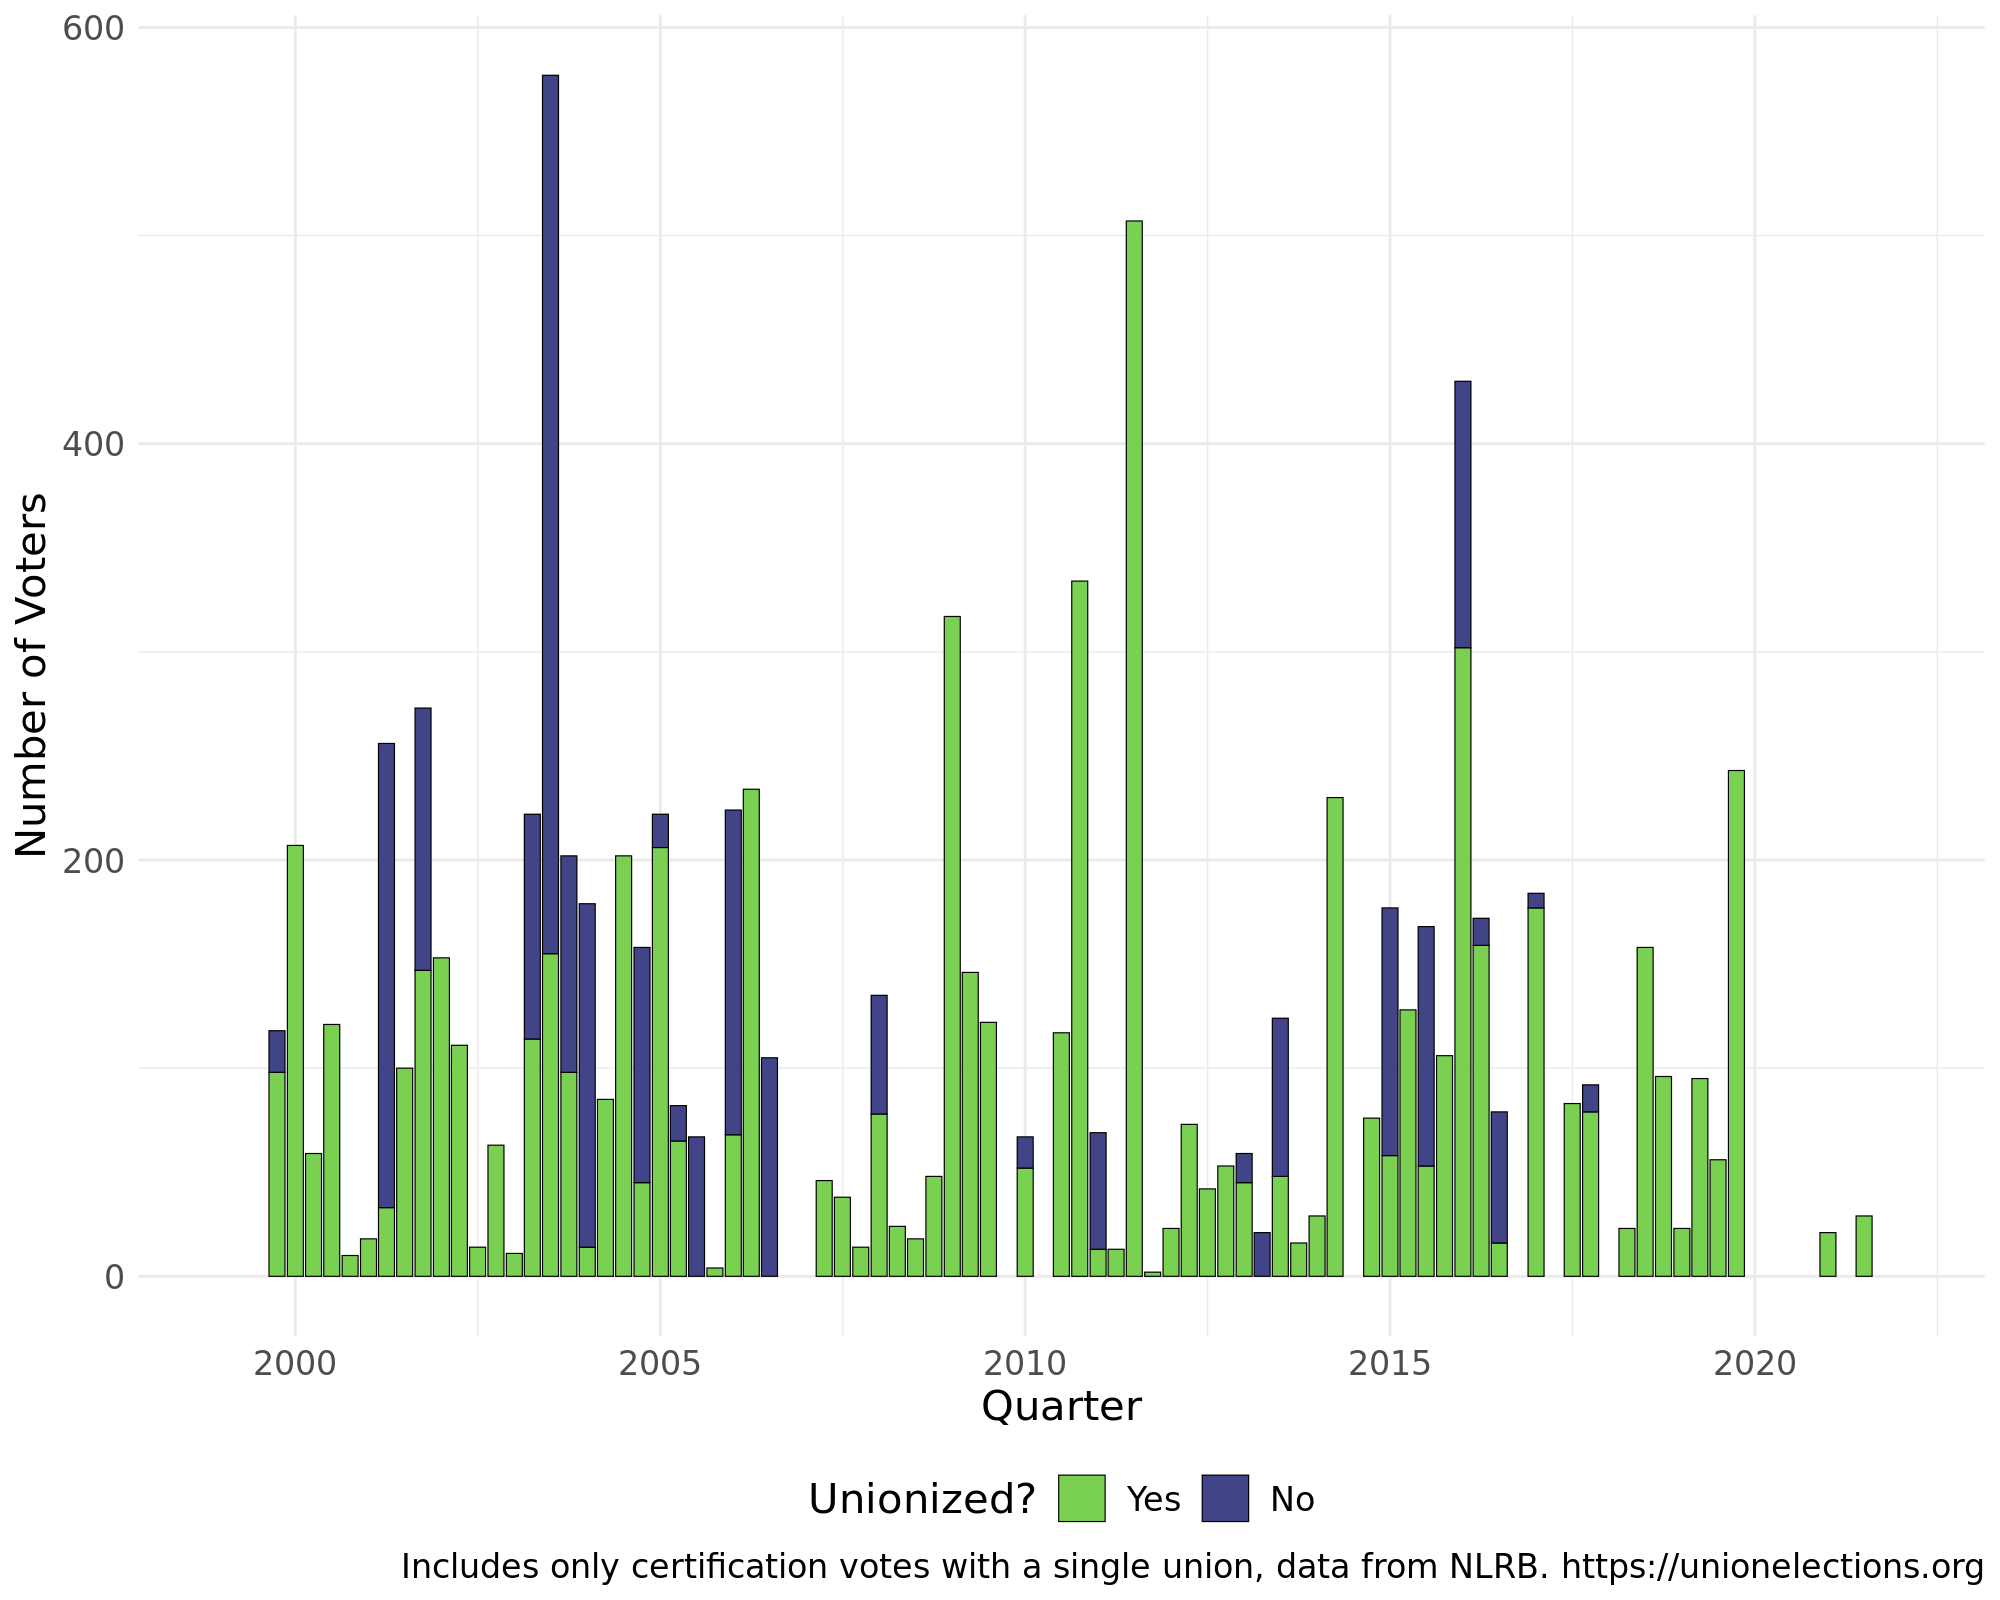 600
400
200
0
Number of Voters
2000 2005 2010 2015 2020
Quarter
Unionized? Yes No
Includes only certification votes with a single union, data from NLRB. https://unionelections.org